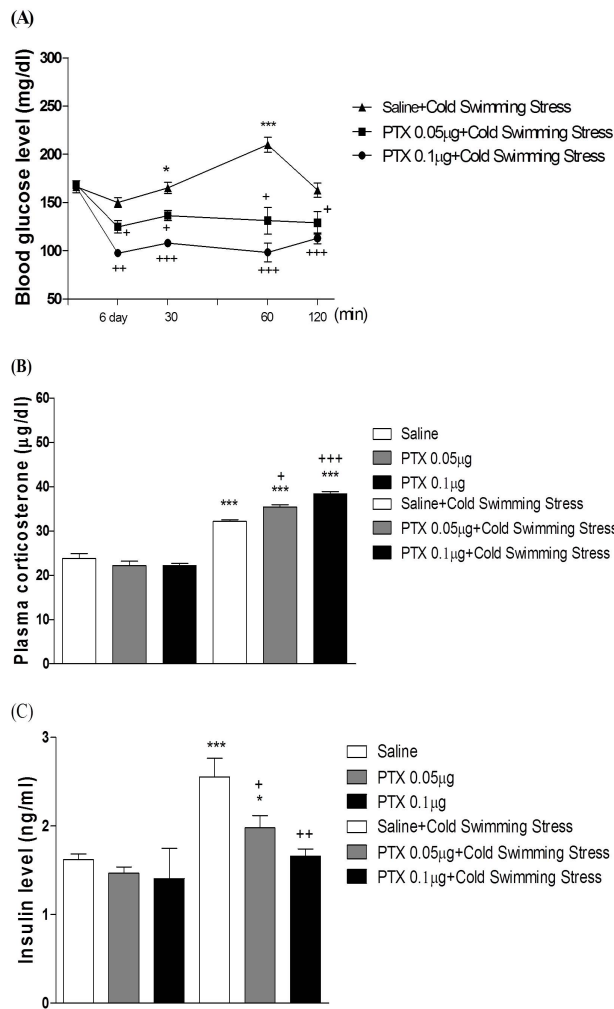 (A)
Blood glucose level (mg/dl)
300
250
200
150
100
50
6 day 30 60 120 (min)
* ***
+ + + +
++ +++ +++ +++
Saline+Cold Swimming Stress
PTX 0.05µg+Cold Swimming Stress
PTX 0.1µg+Cold Swimming Stress
(B)
Plasma corticosterone (µg/dl)
60
50
40
30
20
10
0
+++
+ ***
*** ***
Saline
PTX 0.05µg
PTX 0.1µg
Saline+Cold Swimming Stress
PTX 0.05µg+Cold Swimming Stress
PTX 0.1µg+Cold Swimming Stress
(C)
Insulin level (ng/ml)
3
2
1
0
***
+
* ++
Saline
PTX 0.05µg
PTX 0.1µg
Saline+Cold Swimming Stress
PTX 0.05µg+Cold Swimming Stress
PTX 0.1µg+Cold Swimming Stress